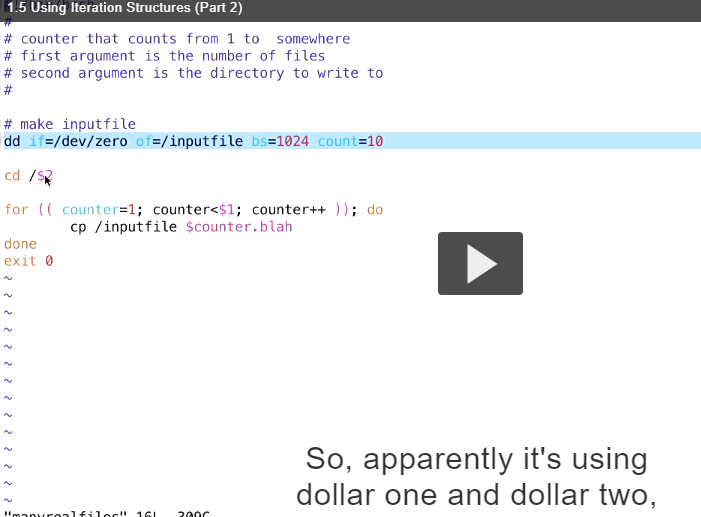 1.5 Using Iteration Structures (Part 2)
#
# counter that counts from 1 to  somewhere
# first argument is the number of files
# second argument is the directory to write to
#
# make inputfile
dd if=/dev/zero of=/inputfile bs=1024 count=10
cd /$2
for (( counter=1; counter<$1; counter++ )); do
cp /inputfile $counter.blah
done
exit 0
~
~
~
~
~
~
~
~
~
~
~
~
~
~
So, apparently it's using
dollar one and dollar two,
"manyrealfiles" 16L, 309C